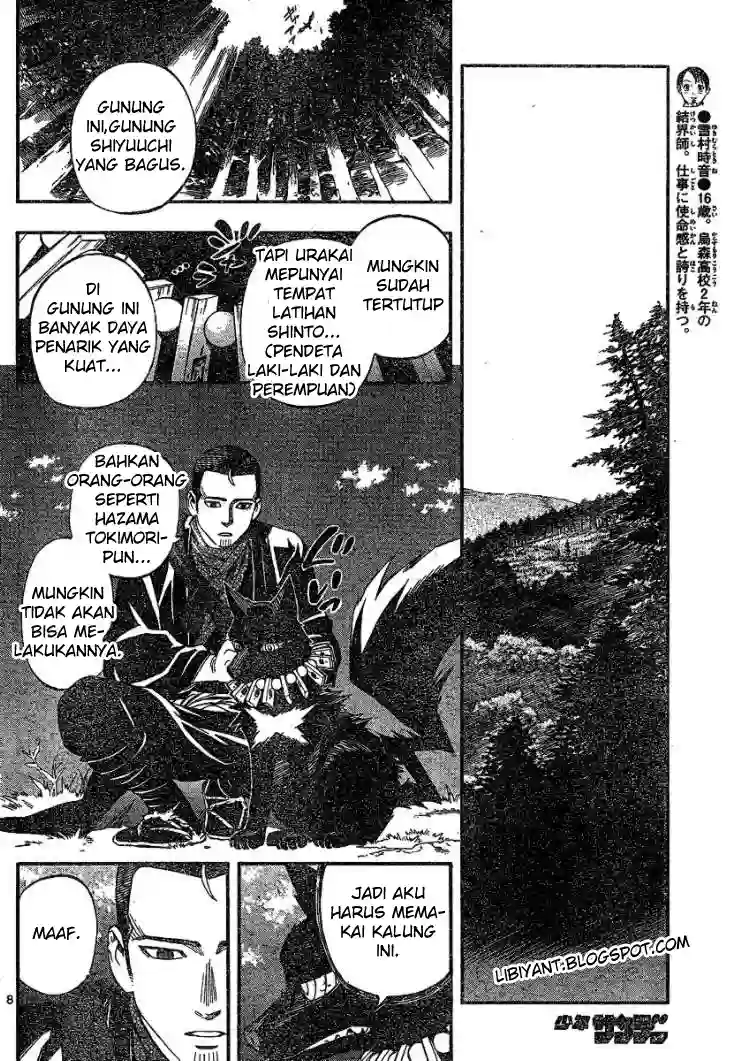 ●雪村時音●16歳。烏森高校2年の
結界師。仕事に使命感と誇りを持つ。
GUNUNG
INI,GUNUNG
SHIYUUCHI
YANG BAGUS.
MUNGKIN
SUDAH
TERTUTUP
TAPI URAKAI
MEPUNYAI
TEMPAT
LATIHAN
SHINTO...
(PENDETA
LAKI-LAKI DAN
PEREMPUAN)
DI
GUNUNG INI
BANYAK DAYA
PENARIK YANG
KUAT...
BAHKAN
ORANG-ORANG
SEPERTI
HAZAMA
TOKIMORI-
PUN...
MUNGKIN
TIDAK AKAN
BISA ME-
LAKUKANNYA.
JADI AKU
HARUS MEMA-
KAI KALUNG
INI.
MAAF.
LIBIYANT.BLOGSPOT.COM
8